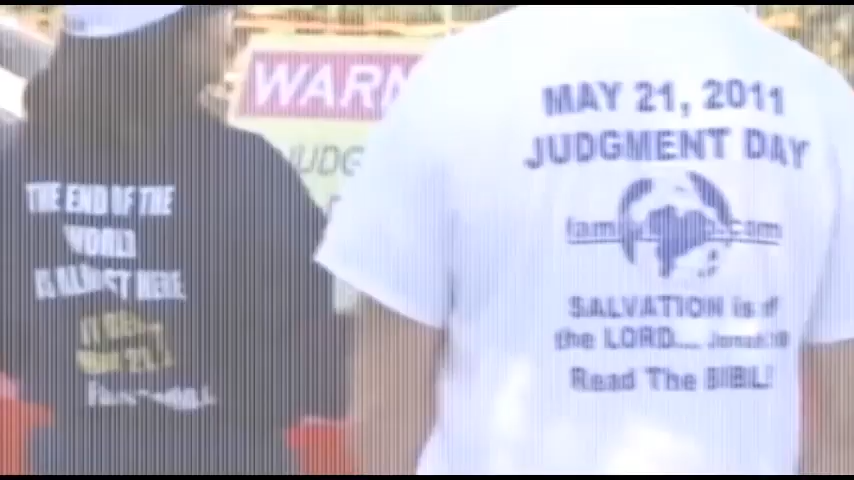 WARN
JUDG
THE END OF THE
WORLD
IS ALMOST HERE
MAY 21, 2011
JUDGMENT DAY
SALVATION is of
the LORD....
Read The BIBLE!